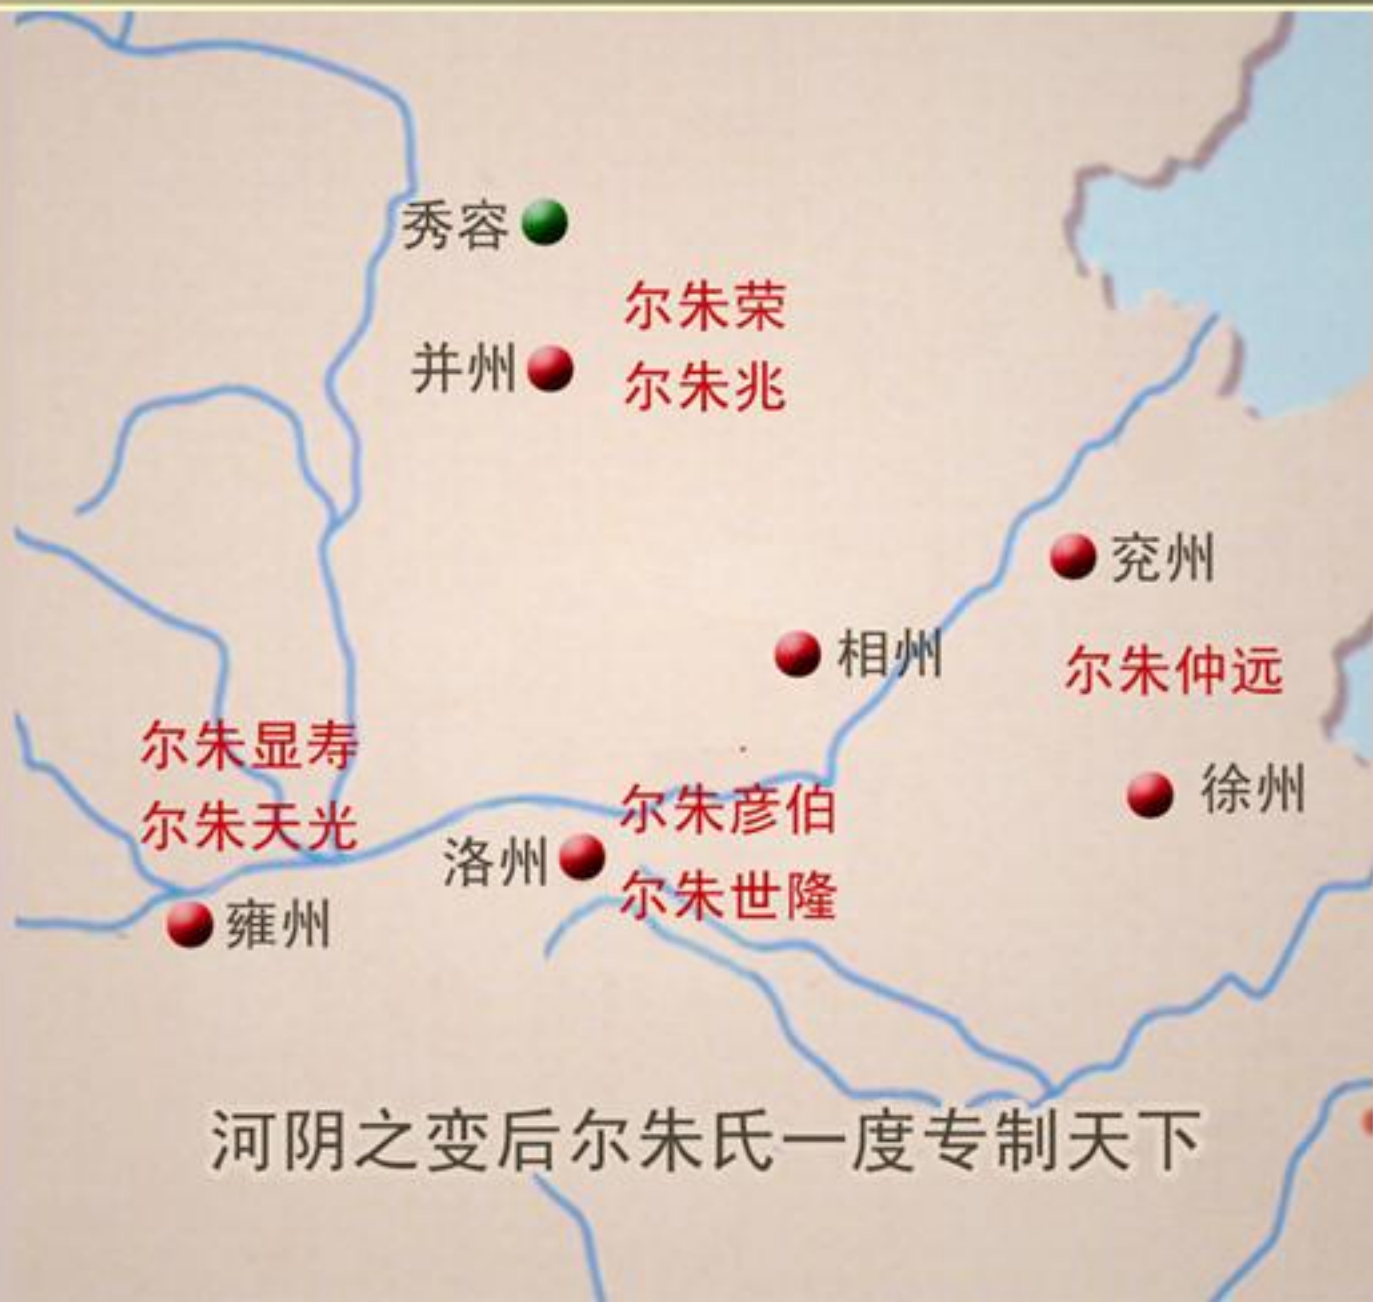 秀容
尔朱荣
并州
尔朱兆
兖州
相州
尔朱仲远
尔朱显寿
徐州
尔朱彦伯
尔朱天光
洛州
尔朱世隆
雍州
河阴之变后尔朱氏一度专制天下